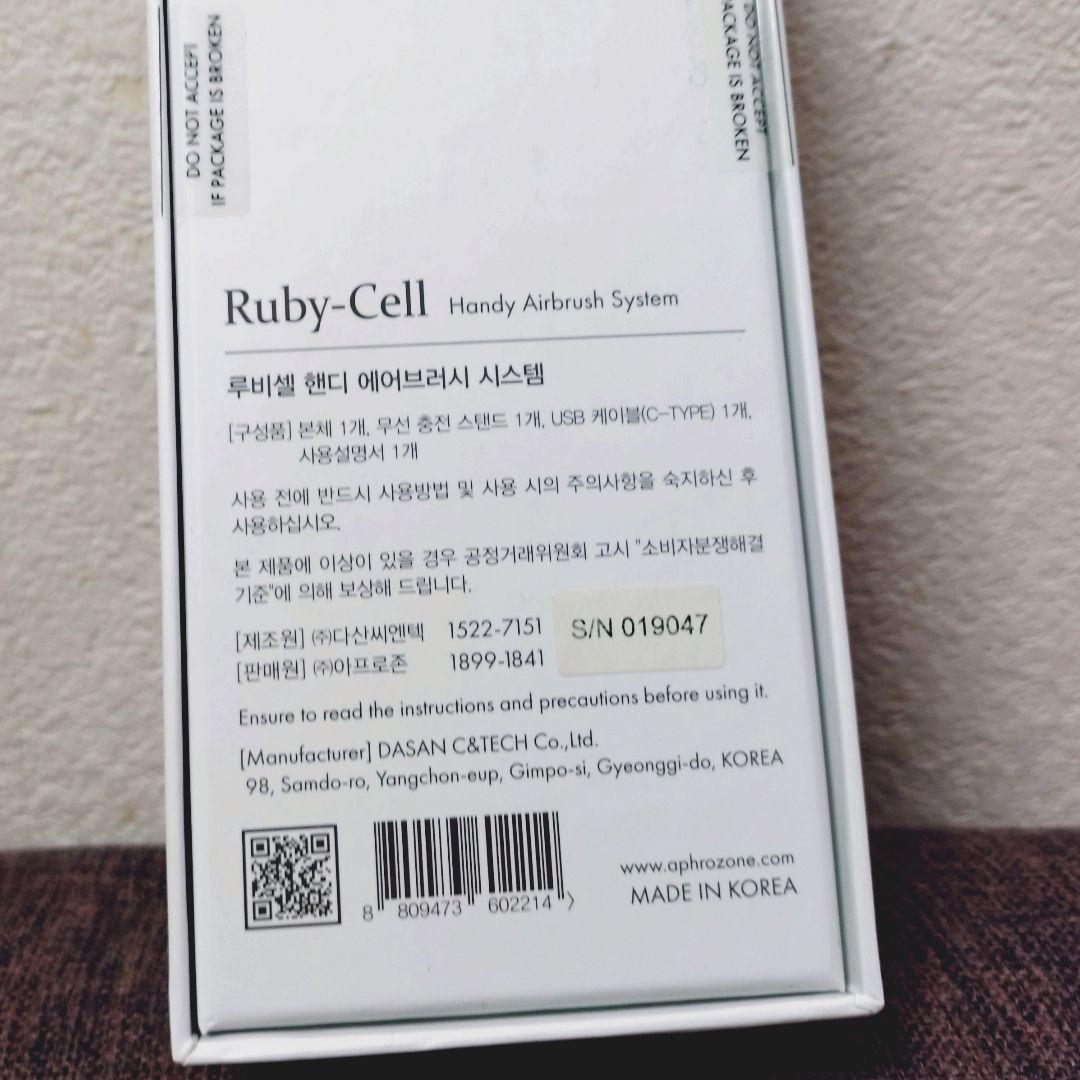 DO NOT ACCEPT
IF PACKAGE IS BROKEN
DO NOT ACCEPT
PACKAGE IS BROKEN
Ruby-Cell Handy Airbrush System
루비셀 핸디 에어브러시 시스템
[구성품] 본체 1개, 무선 충전 스탠드 1개, USB 케이블(C-TYPE) 1개,
사용설명서 1개
사용 전에 반드시 사용방법 및 사용 시의 주의사항을 숙지하신 후
사용하십시오.
본 제품에 이상이 있을 경우 공정거래위원회 고시 "소비자분쟁해결
기준"에 의해 보상해 드립니다.
[제조원] ㈜다산씨엔텍 1522-7151
[판매원] ㈜아프로존 1899-1841
S/N 019047
Ensure to read the instructions and precautions before using it.
[Manufacturer] DASAN C&TECH Co.,Ltd.
98, Samdo-ro, Yangchon-eup, Gimpo-si, Gyeonggi-do, KOREA
8 809473 602214 >
www.aphrozone.com
MADE IN KOREA